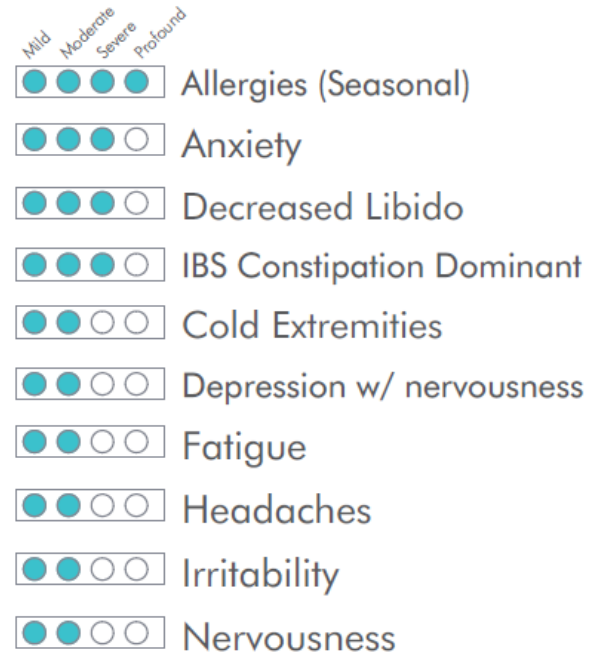 Mild
Moderate
Severe
Profound
Allergies (Seasonal)
Anxiety
Decreased Libido
IBS Constipation Dominant
Cold Extremities
Depression w/ nervousness
Fatigue
Headaches
Irritability
Nervousness